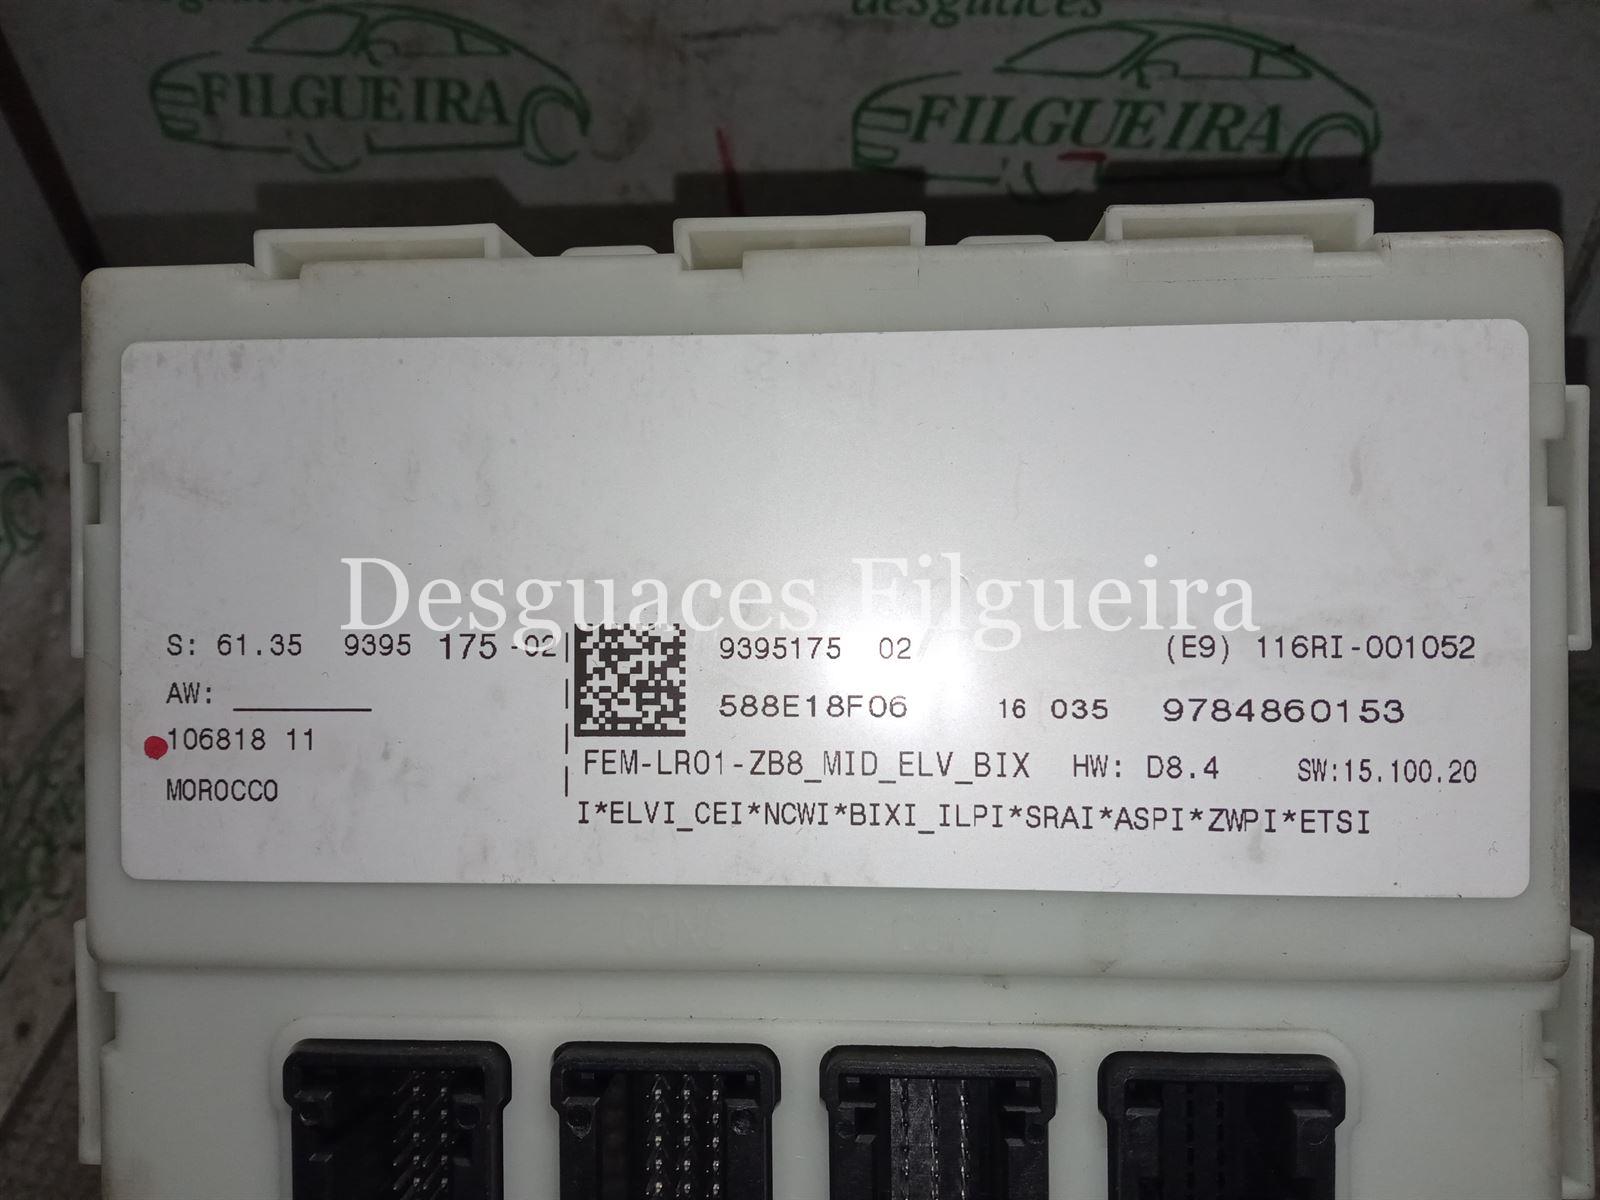 desguaces
FILGUEIRA
FILGUEIRA
Desguaces Filgueira
S: 61.35 9395 175-02
9395175 02
(E9) 116RI-001052
AW:
588E18F06 16 035 9784860153
106818 11
FEM-LR01-ZB8_MID_ELV_BIX HW: D8.4 SW:15.100.20
MOROCCO
I*ELVI_CEI*NCWI*BIXI_ILPI*SRAI*ASPI*ZWPI*ETSI